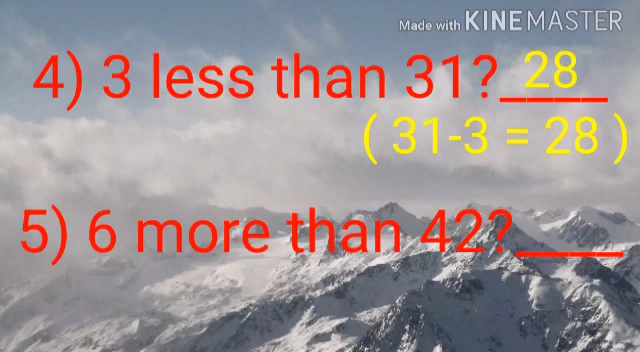 Made with KINEMASTER
4) 3 less than 31?_28_
( 31-3 = 28 )
5) 6 more than 42?____